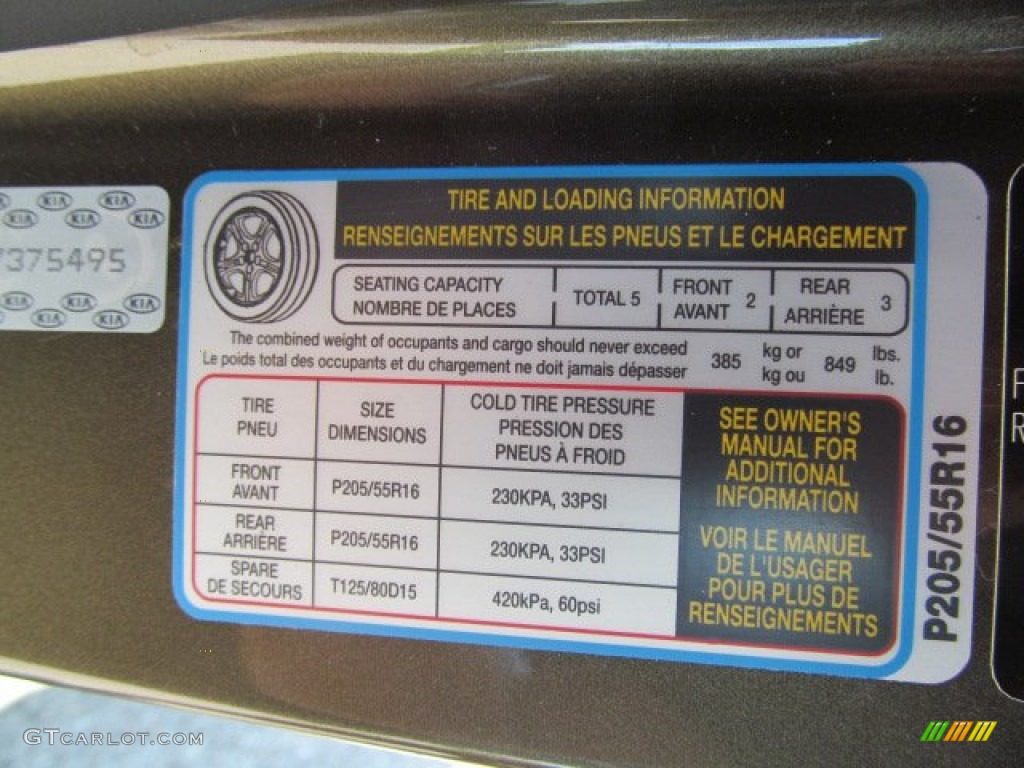 KIA KIA
KIA KIA KIA
7375495
KIA KIA KIA
KIA KIA
TIRE AND LOADING INFORMATION
RENSEIGNEMENTS SUR LES PNEUS ET LE CHARGEMENT
SEATING CAPACITY
NOMBRE DE PLACES
TOTAL 5
FRONT
AVANT 2
REAR
ARRIÈRE 3
The combined weight of occupants and cargo should never exceed
Le poids total des occupants et du chargement ne doit jamais dépasser
385 kg or
kg ou
849 lbs.
lb.
TIRE
PNEU
SIZE
DIMENSIONS
COLD TIRE PRESSURE
PRESSION DES
PNEUS À FROID
FRONT
AVANT
P205/55R16
230KPA, 33PSI
REAR
ARRIÈRE
P205/55R16
230KPA, 33PSI
SPARE
DE SECOURS
T125/80D15
420kPa, 60psi
SEE OWNER'S
MANUAL FOR
ADDITIONAL
INFORMATION
VOIR LE MANUEL
DE L'USAGER
POUR PLUS DE
RENSEIGNEMENTS
P205/55R16
GTCARLOT.COM